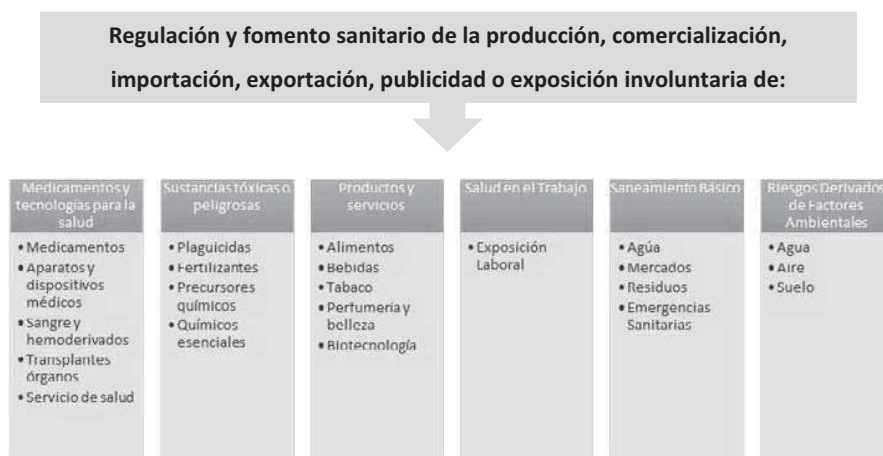 Regulación y fomento sanitario de la producción, comercialización,
importación, exportación, publicidad o exposición involuntaria de:
Medicamentos y
tecnologías para la
salud
• Medicamentos
• Aparatos y
dispositivos
médicos
• Sangre y
hemoderivados
• Transplantes
órganos
• Servicio de salud
Sustancias tóxicas o
peligrosas
• Plaguicidas
• Fertilizantes
• Precursores
químicos
• Químicos
esenciales
Productos y
servicios
• Alimentos
• Bebidas
• Tabaco
• Perfumería y
belleza
• Biotecnología
Salud en el Trabajo
• Exposición
Laboral
Saneamiento Básico
• Agúa
• Mercados
• Residuos
• Emergencias
Sanitarias
Riesgos Derivados
de Factores
Ambientales
• Agua
• Aire
• Suelo